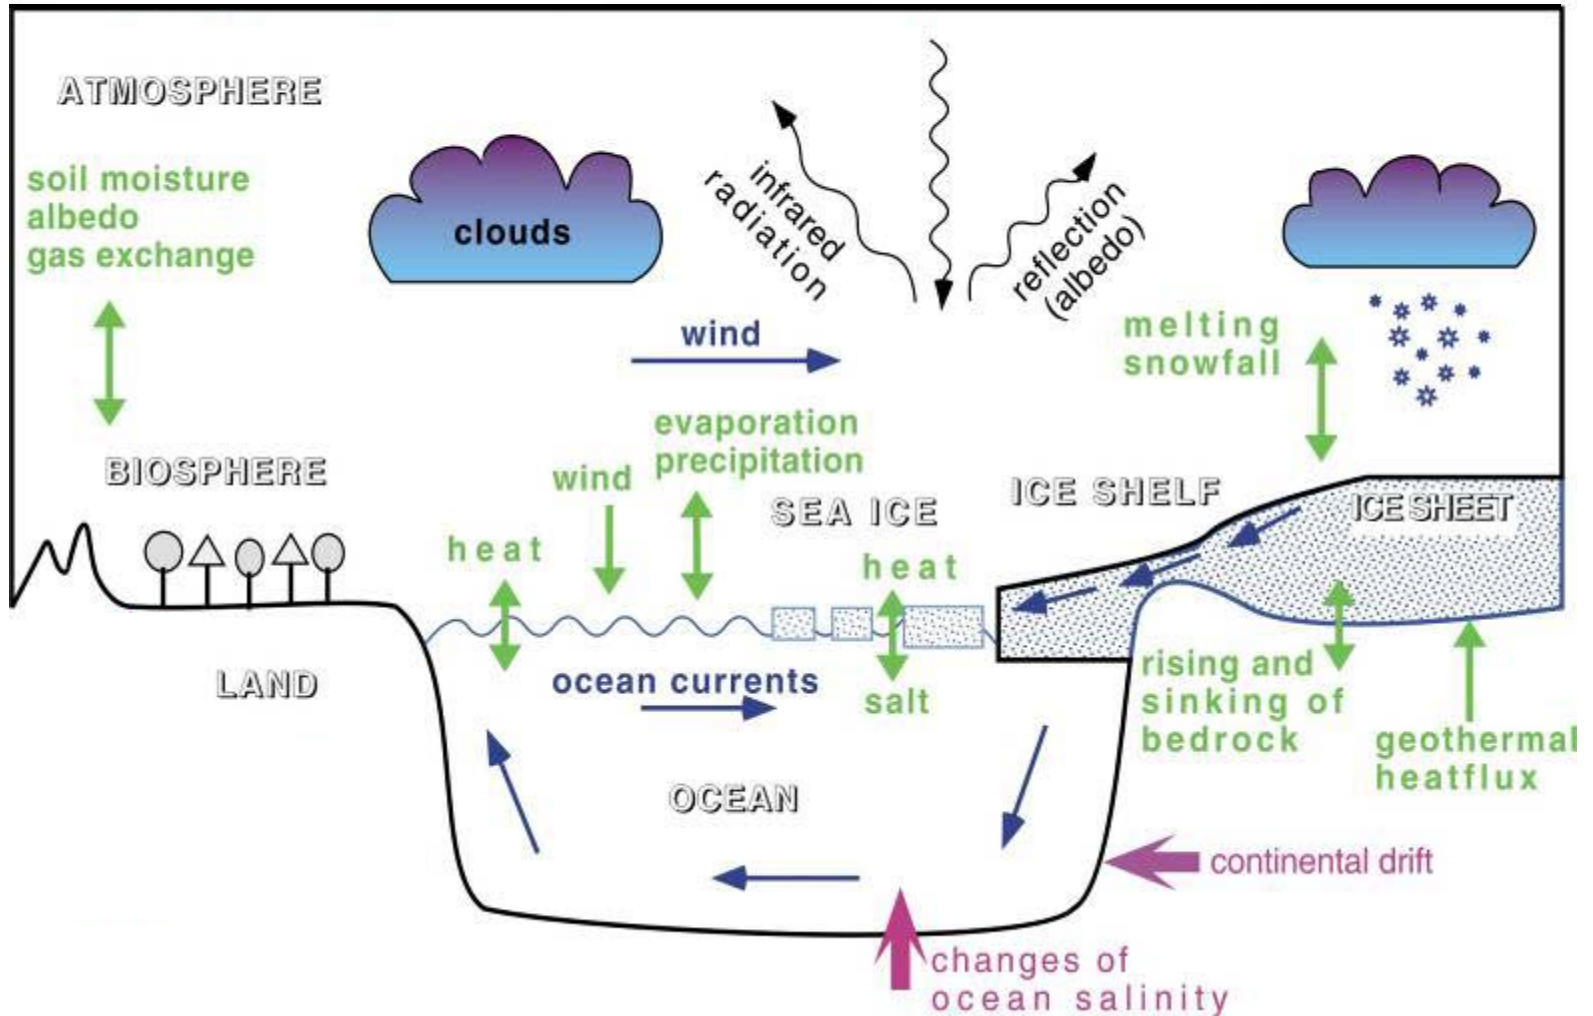 ATMOSPHERE
soil moisture
albedo
gas exchange
clouds
infrared
radiation
reflection
(albedo)
wind
melting
snowfall
evaporation
precipitation
BIOSPHERE
wind
SEA ICE
ICE SHELF
ICE SHEET
heat
heat
LAND
ocean currents
salt
rising and
sinking of
bedrock
geothermal
heatflux
OCEAN
continental drift
changes of
ocean salinity